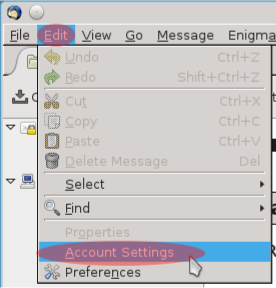 File Edit View Go Message Enigma
Undo Ctrl+Z
Redo Shift+Ctrl+Z
Cut Ctrl+X
Copy Ctrl+C
Paste Ctrl+V
Delete Message Del
Select
Find
Properties
Account Settings
Preferences